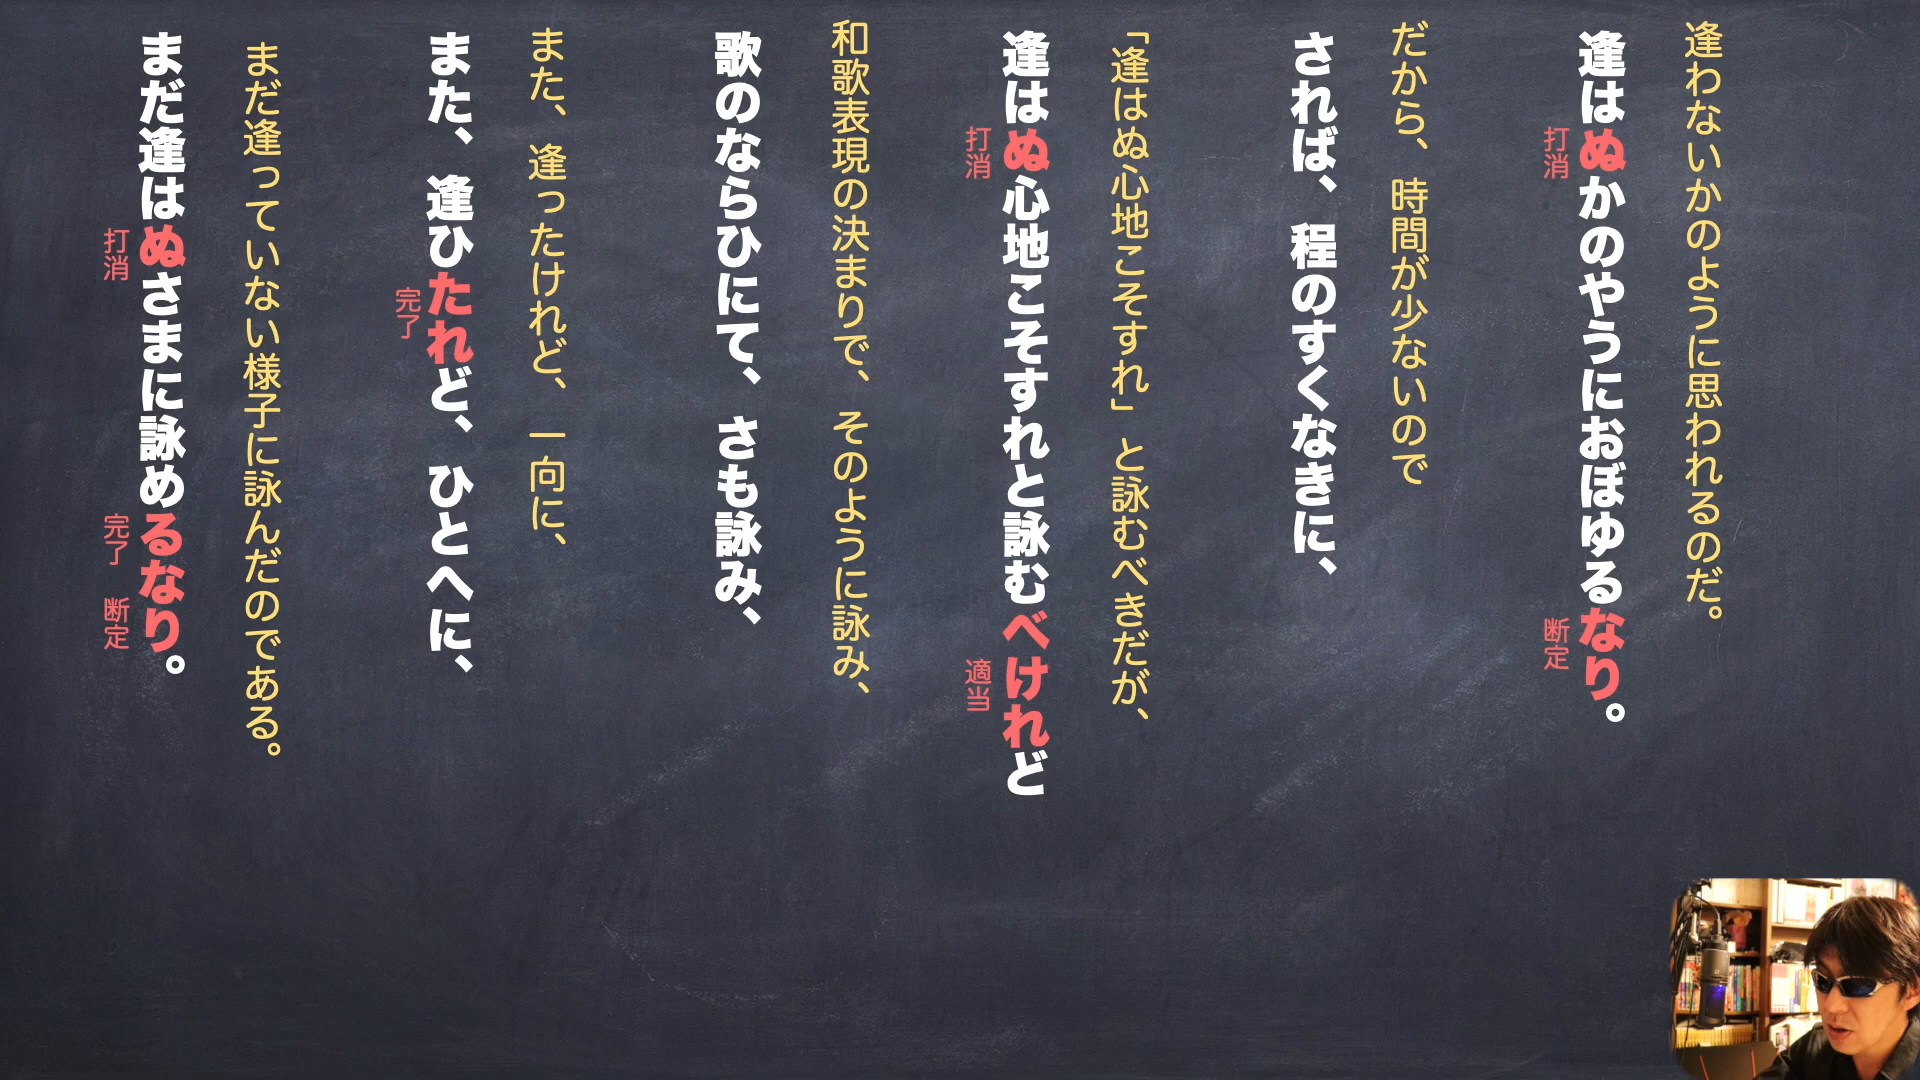 逢わないかのように思われるのだ。
逢はぬかのやうにおぼゆるなり。
打消
断定
だから、時間が少ないので
されば、程のすくなきに、
「逢はぬ心地こそすれ」と詠むべきだが、
逢はぬ心地こそすれと詠むべけれど
打消
適当
和歌表現の決まりで、そのように詠み、
歌のならひにて、さも詠み、
また、逢ったけれど、一向に、
また、逢ひたれど、ひとへに、
完了
まだ逢っていない様子に詠んだのである。
まだ逢はぬさまに詠めるなり。
打消
完了
断定